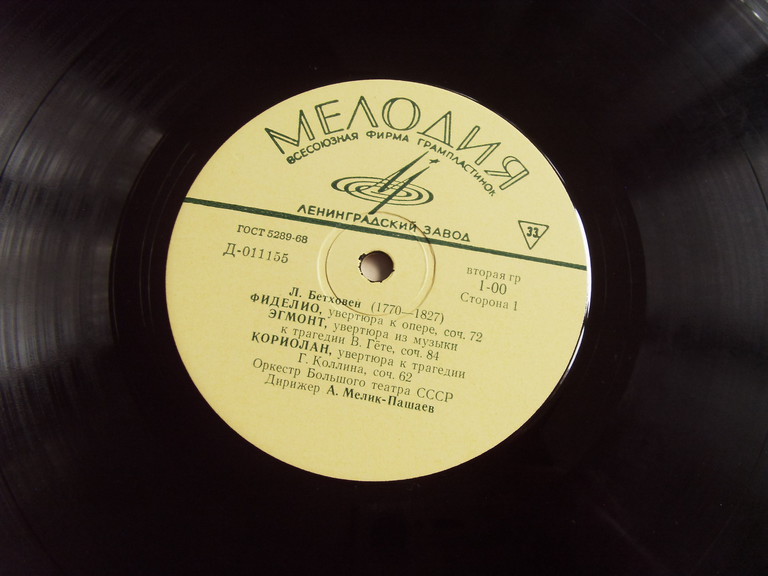 МЕЛОДИЯ
ВСЕСОЮЗНАЯ ФИРМА ГРАМПЛАСТИНОК
ЛЕНИНГРАДСКИЙ ЗАВОД
33
ГОСТ 5289-68
Д-011155
вторая гр
1-00
Сторона 1
Л. Бетховен (1770—1827)
ФИДЕЛИО, увертюра к опере, соч. 72
ЭГМОНТ, увертюра из музыки
к трагедии В. Гёте, соч. 84
КОРИОЛАН, увертюра к трагедии
Г. Коллина, соч. 62
Оркестр Большого театра СССР
Дирижер А. Мелик-Пашаев